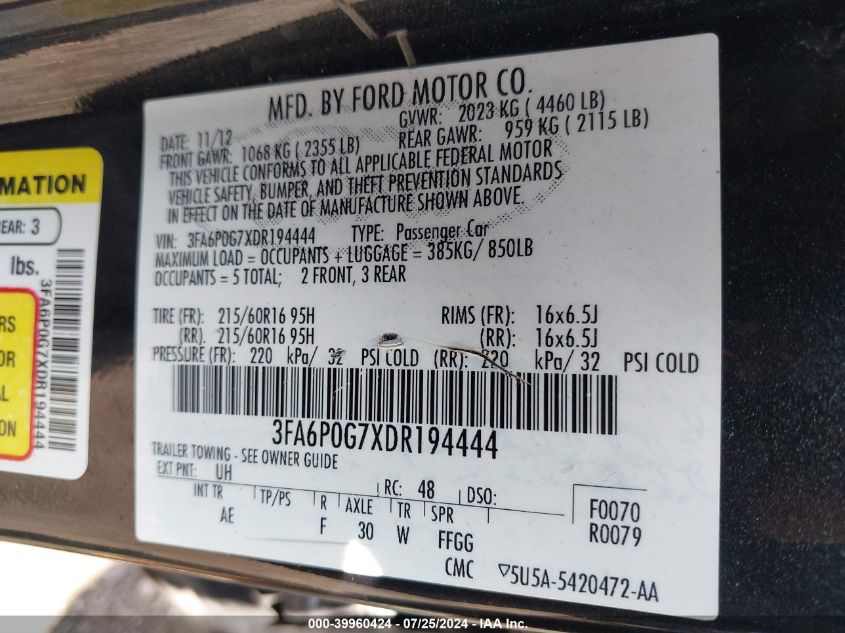 MFD. BY FORD MOTOR CO.
DATE: 11/12 GVWR: 2023 KG ( 4460 LB)
FRONT GAWR: 1068 KG ( 2355 LB) REAR GAWR: 959 KG ( 2115 LB)
THIS VEHICLE CONFORMS TO ALL APPLICABLE FEDERAL MOTOR
VEHICLE SAFETY, BUMPER, AND THEFT PREVENTION STANDARDS
IN EFFECT ON THE DATE OF MANUFACTURE SHOWN ABOVE.
VIN: 3FA6P0G7XDR194444 TYPE: Passenger Car
MAXIMUM LOAD = OCCUPANTS + LUGGAGE = 385KG/ 850LB
OCCUPANTS = 5 TOTAL; 2 FRONT, 3 REAR
TIRE (FR): 215/60R16 95H RIMS (FR): 16x6.5J
(RR). 215/60R16 95H (RR): 16x6.5J
PRESSURE (FR): 220 kPa/ 32 PSI COLD (RR): 220 kPa/ 32 PSI COLD
3FA6P0G7XDR194444
TRAILER TOWING - SEE OWNER GUIDE
EXT PNT: UH RC: 48 DSO:
INT TR TP/PS R AXLE TR SPR
AE F 30 W FFGG
F0070
R0079
CMC ▽5U5A-5420472-AA
MATION
EAR: 3
lbs.
3FA6P0G7XDR194444
RS
OR
AL
ON
000-39960424 / 07/25/2024 - IAA Inc.